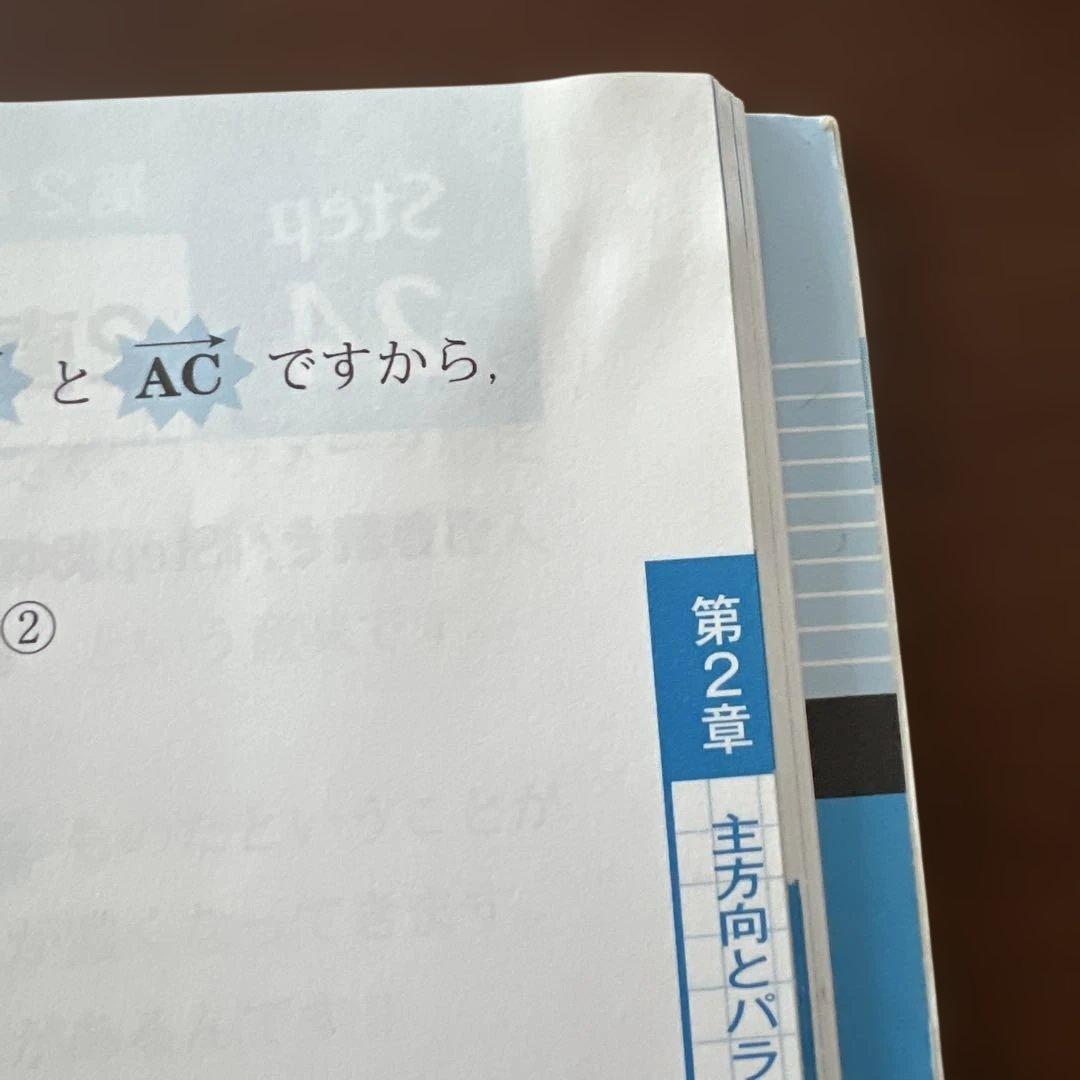 と AC ですから,
②
第2章
主方向とパラ